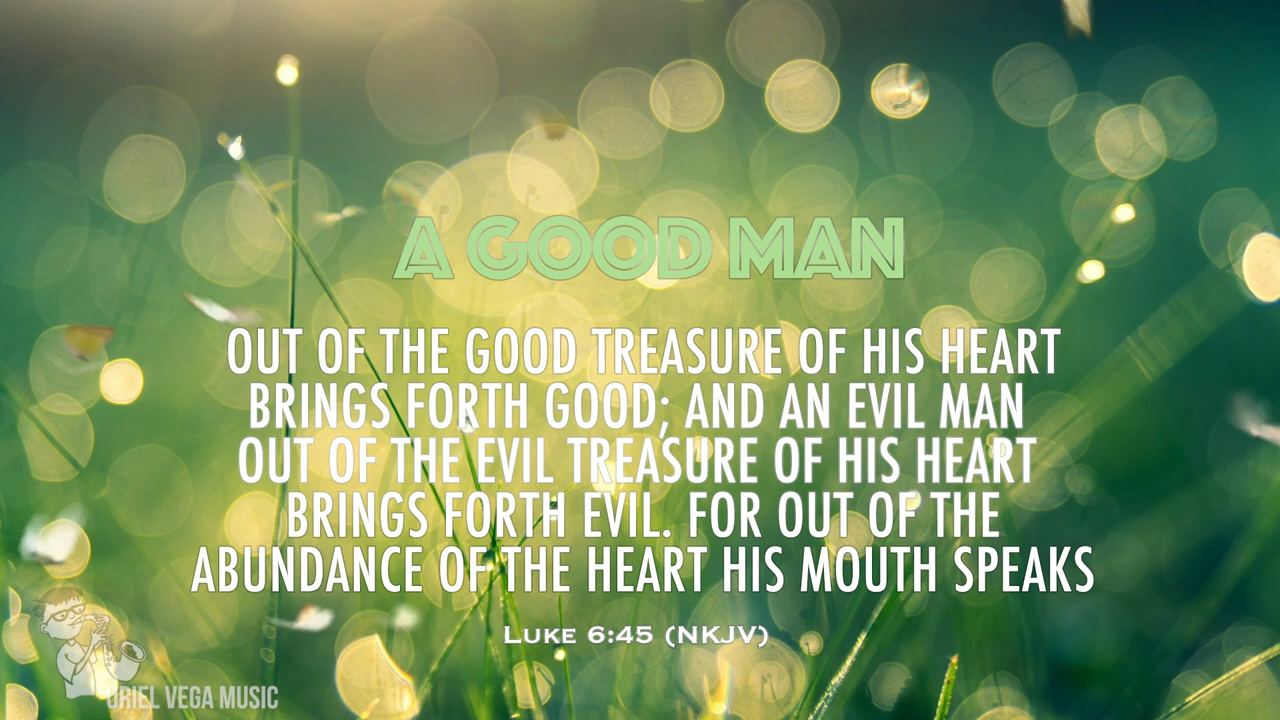 A GOOD MAN
OUT OF THE GOOD TREASURE OF HIS HEART
BRINGS FORTH GOOD; AND AN EVIL MAN
OUT OF THE EVIL TREASURE OF HIS HEART
BRINGS FORTH EVIL. FOR OUT OF THE
ABUNDANCE OF THE HEART HIS MOUTH SPEAKS
Luke 6:45 (NKJV)
URIEL VEGA MUSIC